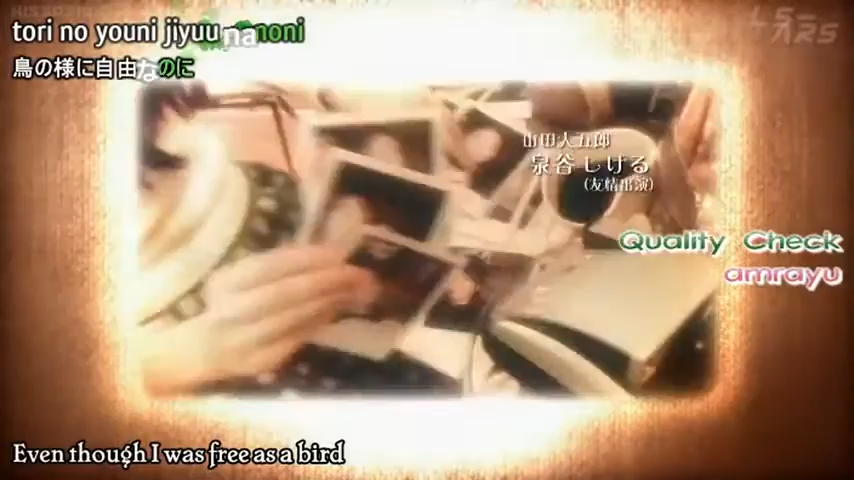 tori no youni jiyuu nanoni
鳥の様に自由なのに
山田人五郎
泉谷しげる
(友情出演)
Quality Check
amrayu
Even though I was free as a bird